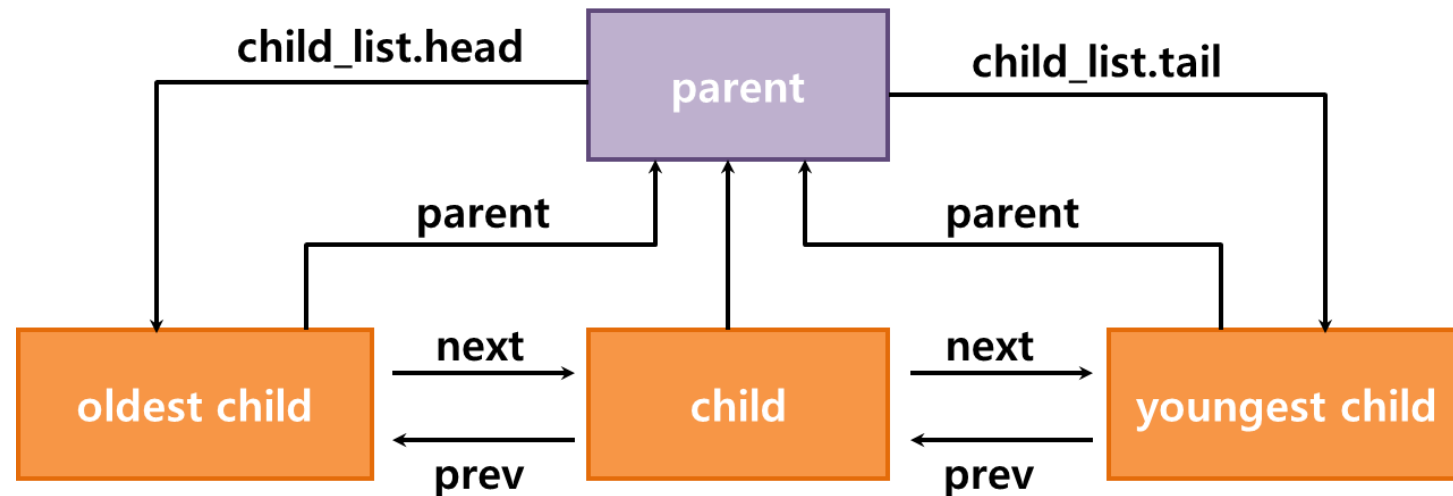 child_list.head
parent
child_list.tail
parent
parent
oldest child
next
child
next
youngest child
prev
prev